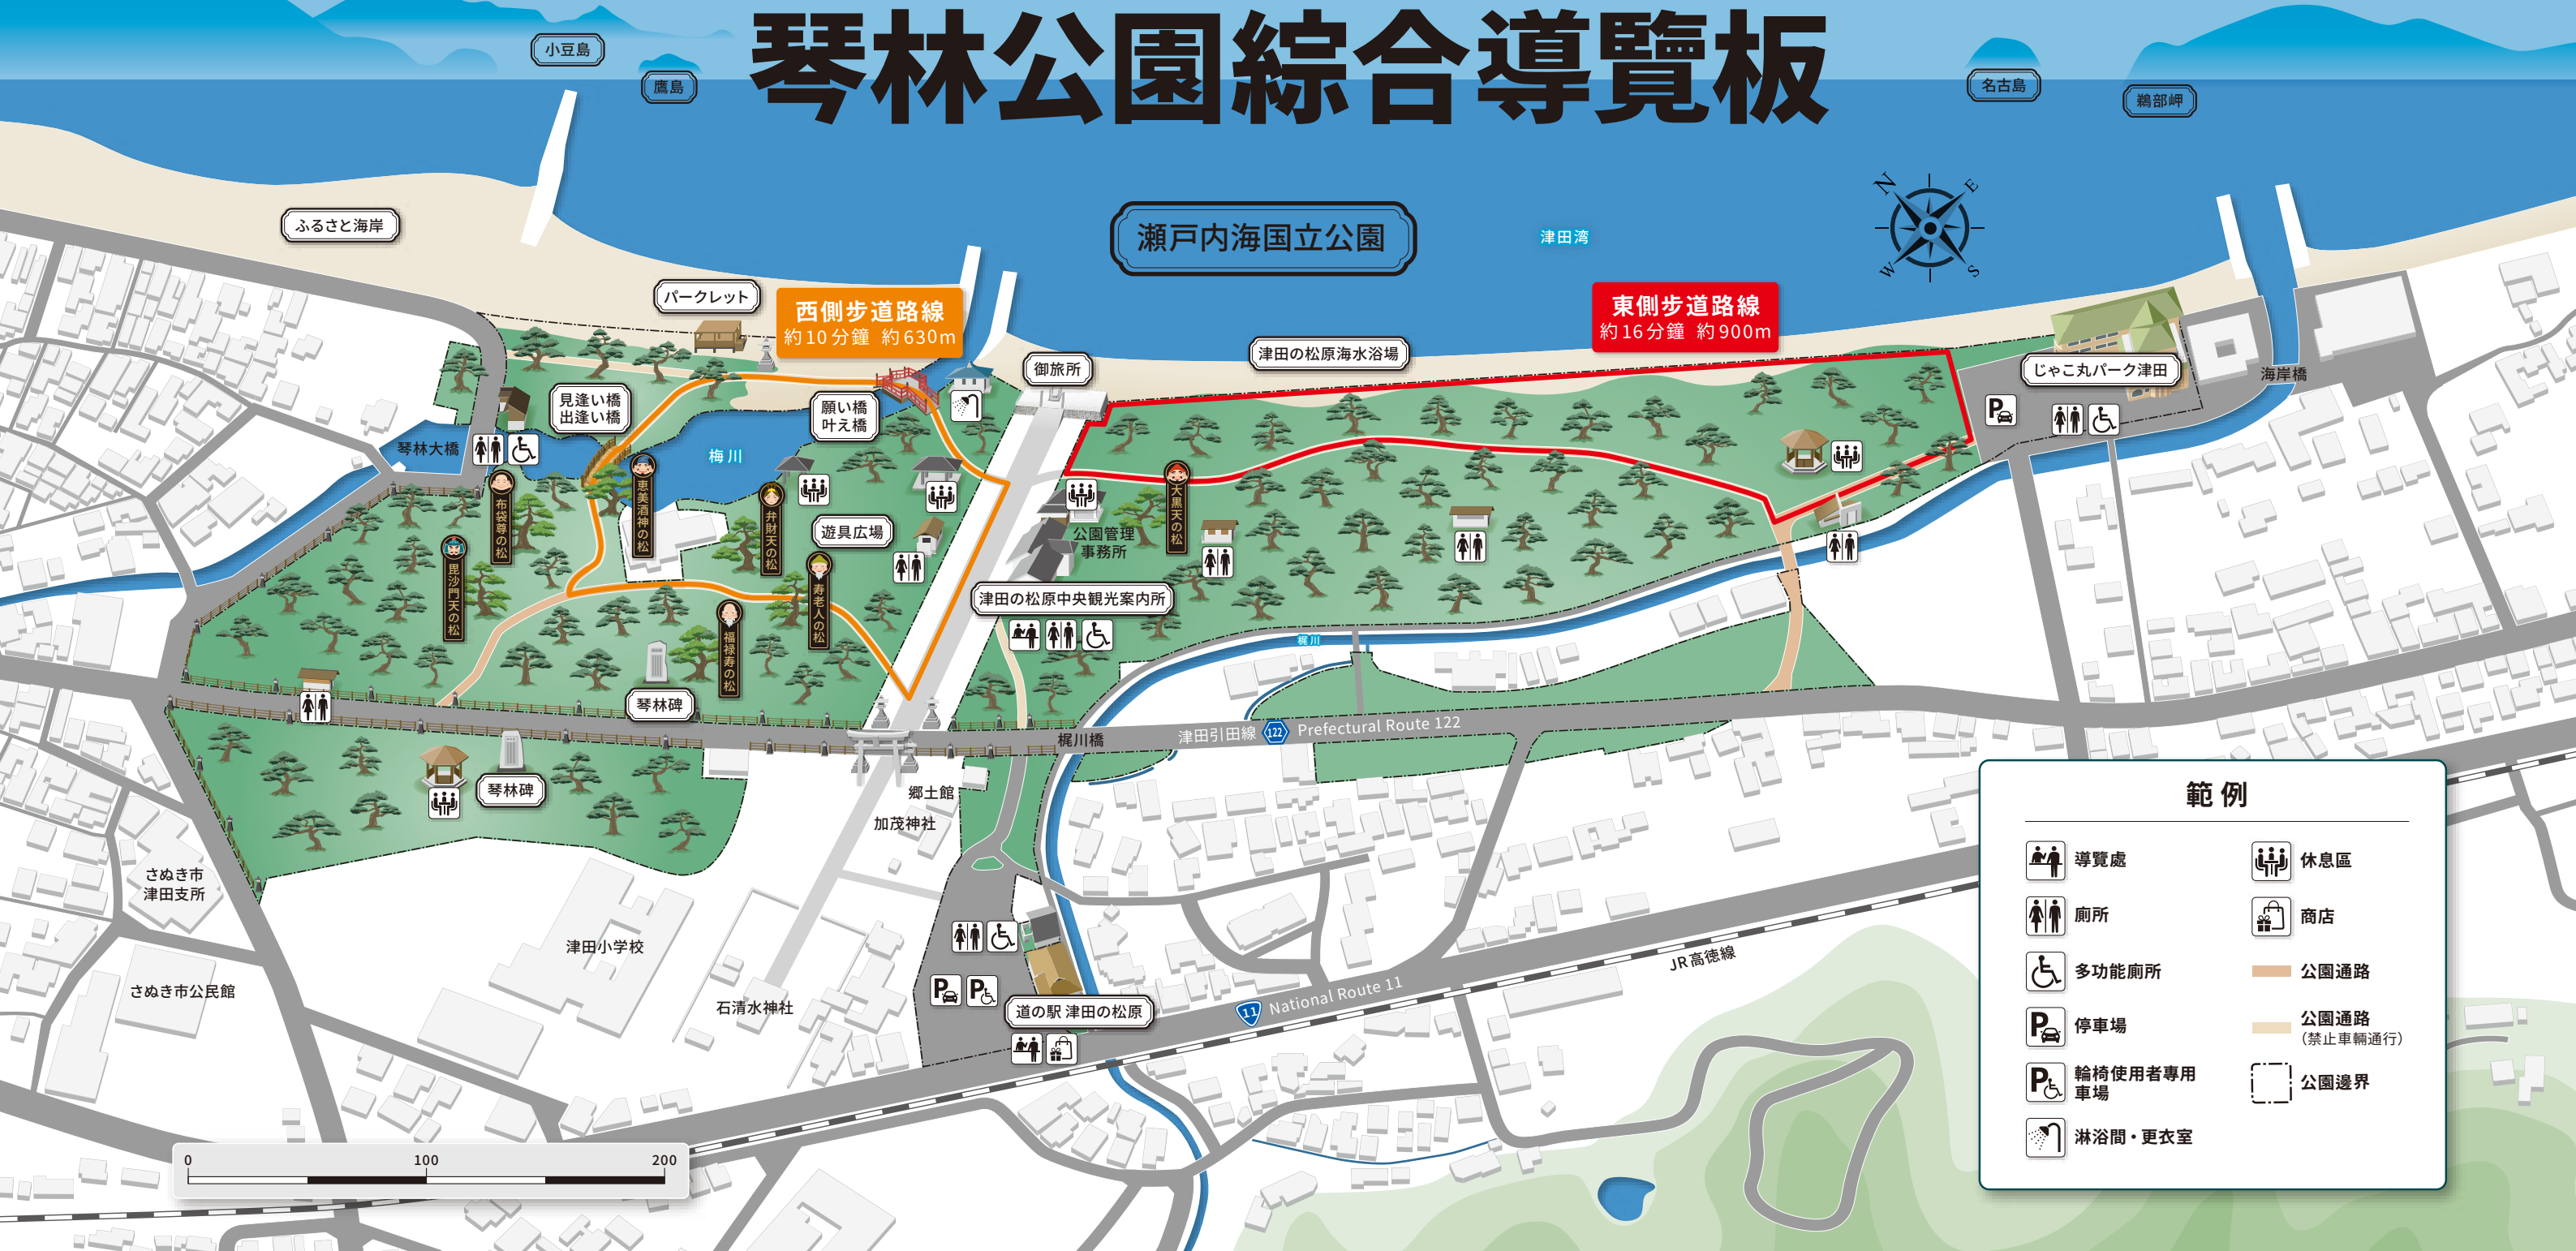 琴林公園綜合導覽板
小豆島
鷹島
名古島
鵜部岬
ふるさと海岸
瀬戸内海国立公園
津田湾
N
E
W
S
パークレット
西側步道路線
約10分鐘 約630m
東側步道路線
約16分鐘 約900m
津田の松原海水浴場
御旅所
じゃこ丸パーク津田
海岸橋
見逢い橋
出逢い橋
願い橋
叶え橋
琴林大橋
梅川
布袋尊の松
恵美酒神の松
弁財天の松
大黒天の松
毘沙門天の松
寿老人の松
福禄寿の松
遊具広場
公園管理
事務所
津田の松原中央観光案内所
梶川
琴林碑
梶川橋
津田引田線 122 Prefectural Route 122
琴林碑
郷土館
加茂神社
さぬき市
津田支所
津田小学校
さぬき市公民館
石清水神社
P
P
P
道の駅 津田の松原
11 National Route 11
JR高徳線
0 100 200
範例
導覽處
廁所
多功能廁所
P 停車場
P 輪椅使用者專用
車場
淋浴間・更衣室
休息區
商店
公園通路
公園通路
(禁止車輛通行)
公園邊界